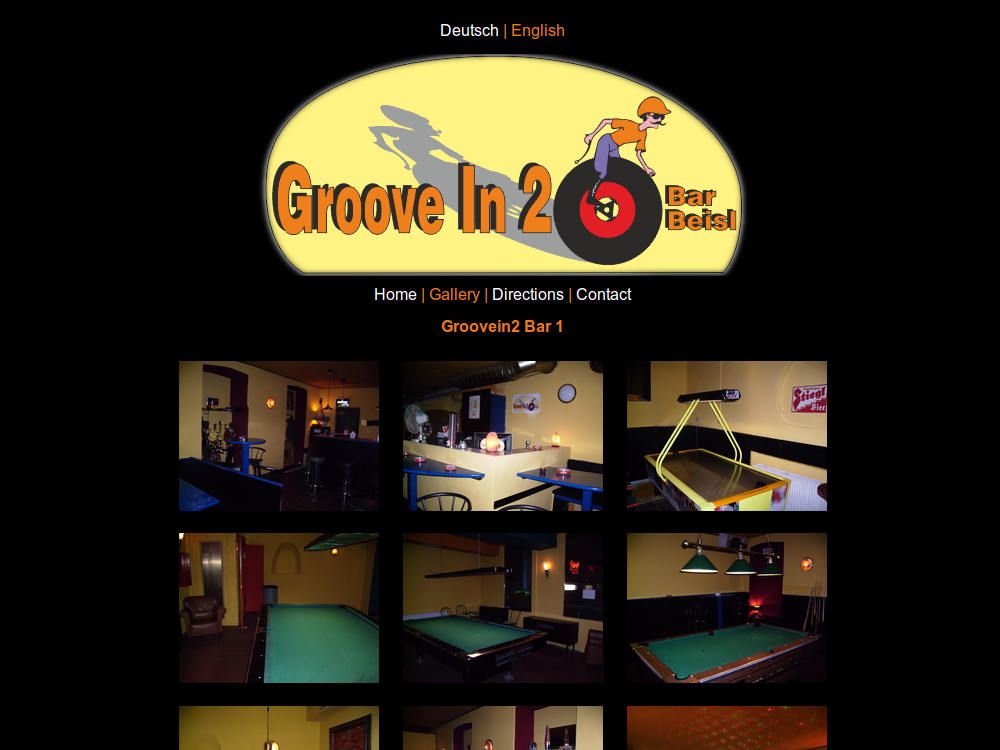 Deutsch | English
Groove In 2
Bar
Beisl
Home | Gallery | Directions | Contact
Groovein2 Bar 1
Stiegl
Bier